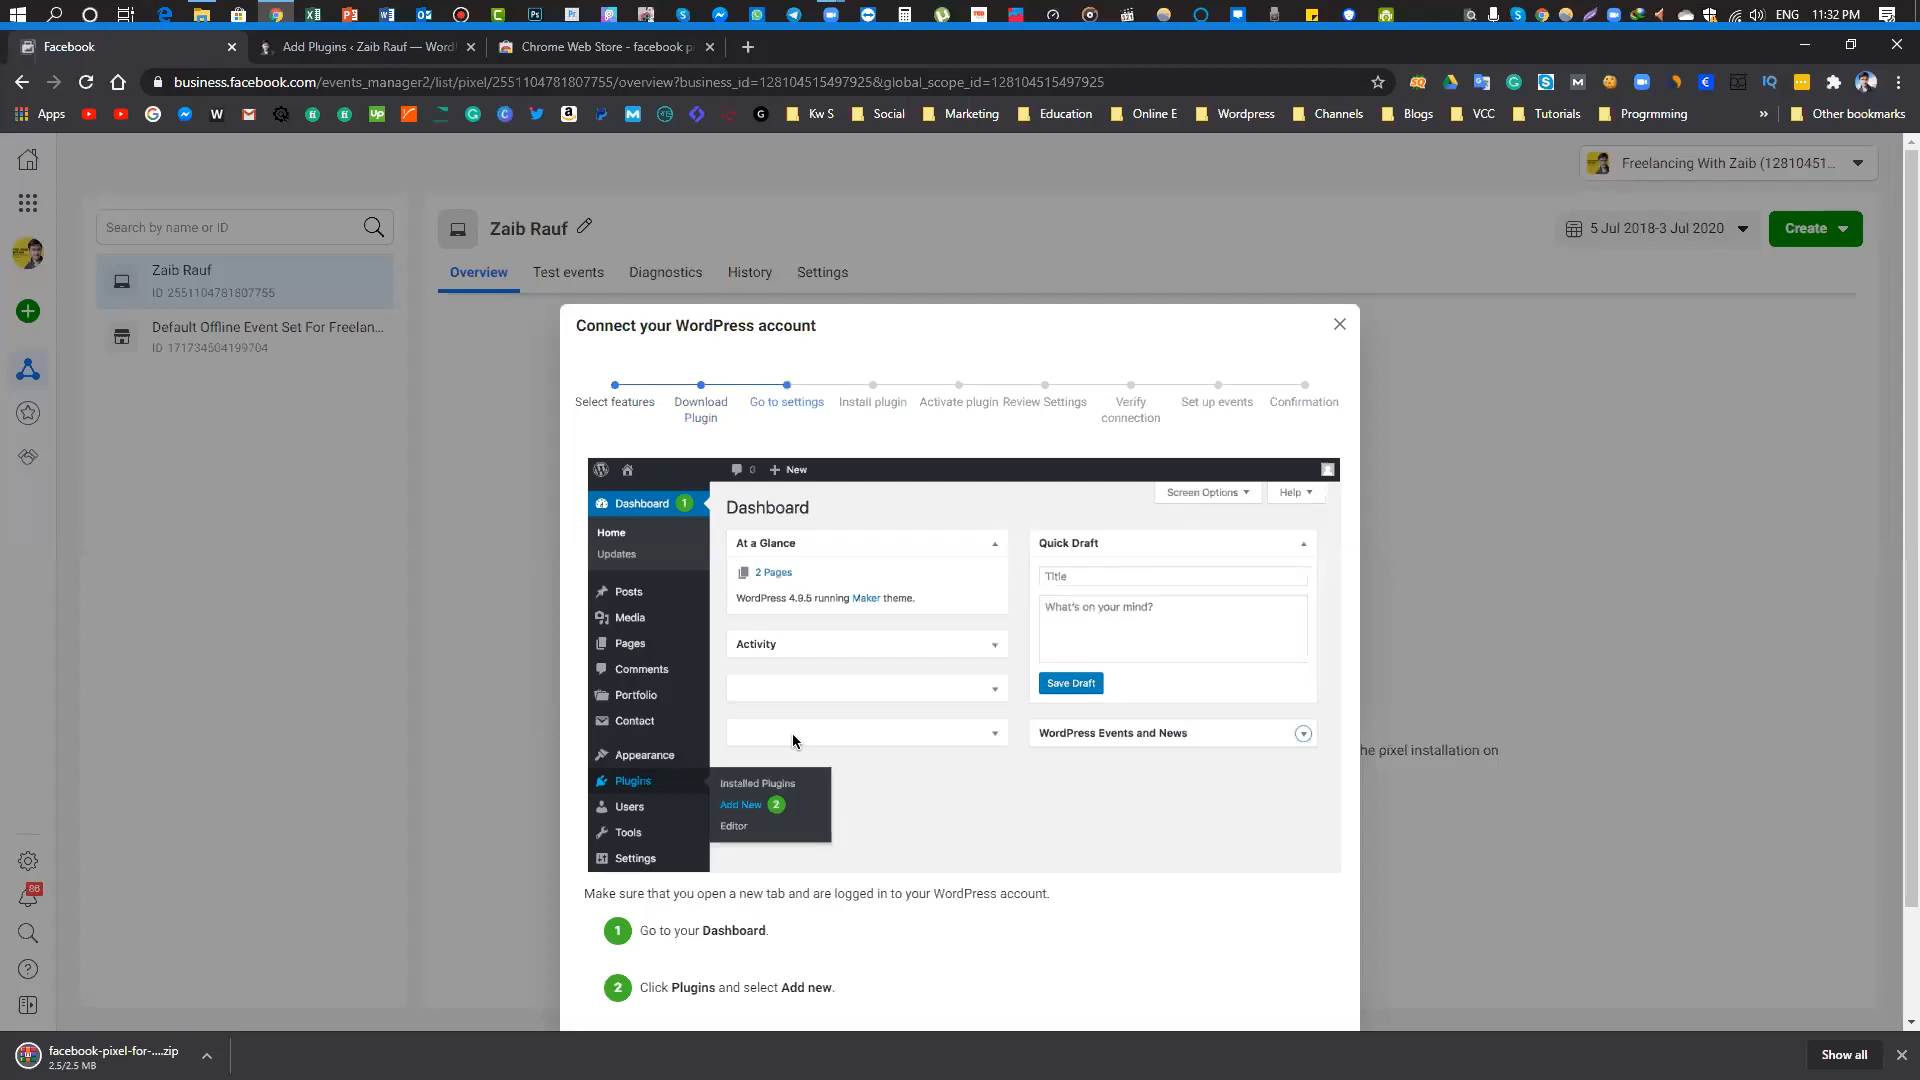 ENG 11:32 PM
Facebook
Add Plugins ‹ Zaib Rauf — Word
Chrome Web Store - facebook p
business.facebook.com/events_manager2/list/pixel/2551104781807755/overview?business_id=128104515497925&global_scope_id=128104515497925
Apps
Kw S
Social
Marketing
Education
Online E
Wordpress
Channels
Blogs
VCC
Tutorials
Progrmming
»
Other bookmarks
Freelancing With Zaib (12810451...
Search by name or ID
Zaib Rauf
5 Jul 2018-3 Jul 2020
Create
Zaib Rauf
ID 2551104781807755
Overview
Test events
Diagnostics
History
Settings
Default Offline Event Set For Freelan...
ID 171734504199704
Connect your WordPress account
Select features
Download Plugin
Go to settings
Install plugin
Activate plugin
Review Settings
Verify connection
Set up events
Confirmation
0
New
Dashboard 1
Dashboard
Screen Options
Help
Home
Updates
At a Glance
2 Pages
WordPress 4.9.5 running Maker theme.
Quick Draft
Title
What's on your mind?
Save Draft
Activity
WordPress Events and News
Posts
Media
Pages
Comments
Portfolio
Contact
Appearance
Plugins
Users
Tools
Settings
Installed Plugins
Add New 2
Editor
he pixel installation on
Make sure that you open a new tab and are logged in to your WordPress account.
1 Go to your Dashboard.
2 Click Plugins and select Add new.
86
facebook-pixel-for-....zip
2.5/2.5 MB
Show all